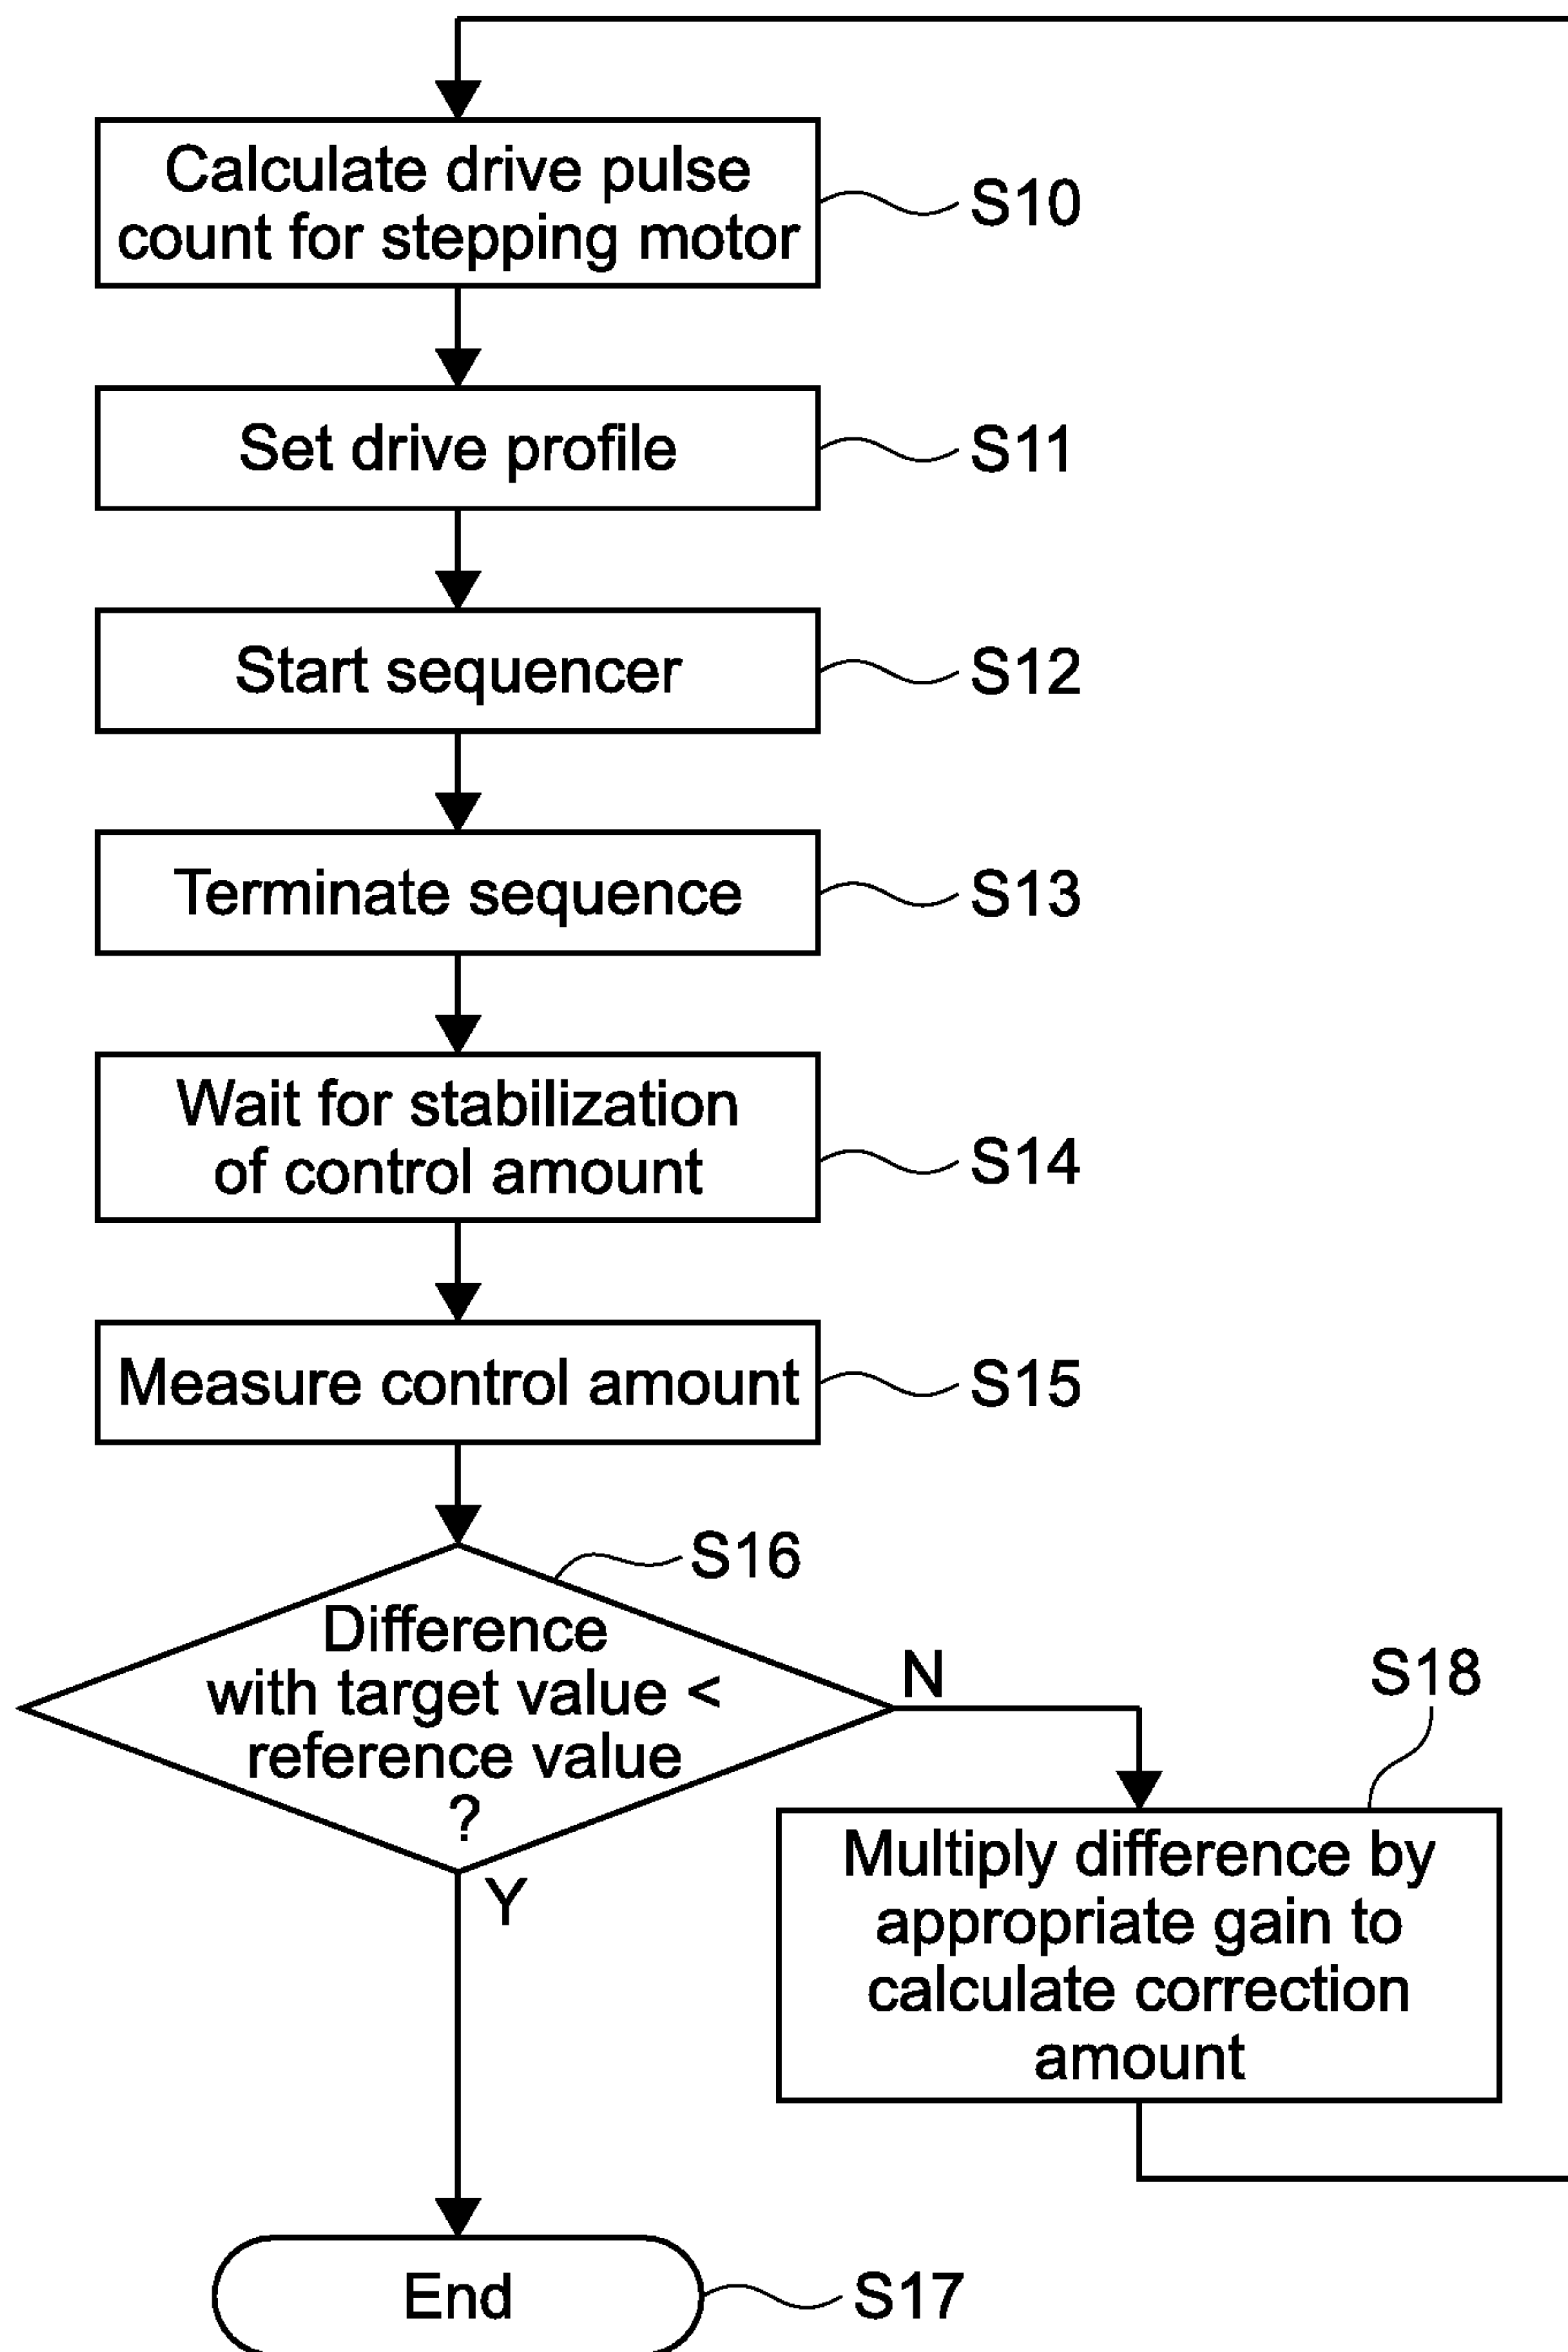 Calculate drive pulse
count for stepping motor
S10
Set drive profile
S11
Start sequencer
S12
Terminate sequence
S13
Wait for stabilization
of control amount
S14
Measure control amount
S15
S16
Difference
with target value <
reference value
?
N
Y
S18
Multiply difference by
appropriate gain to
calculate correction
amount
End
S17